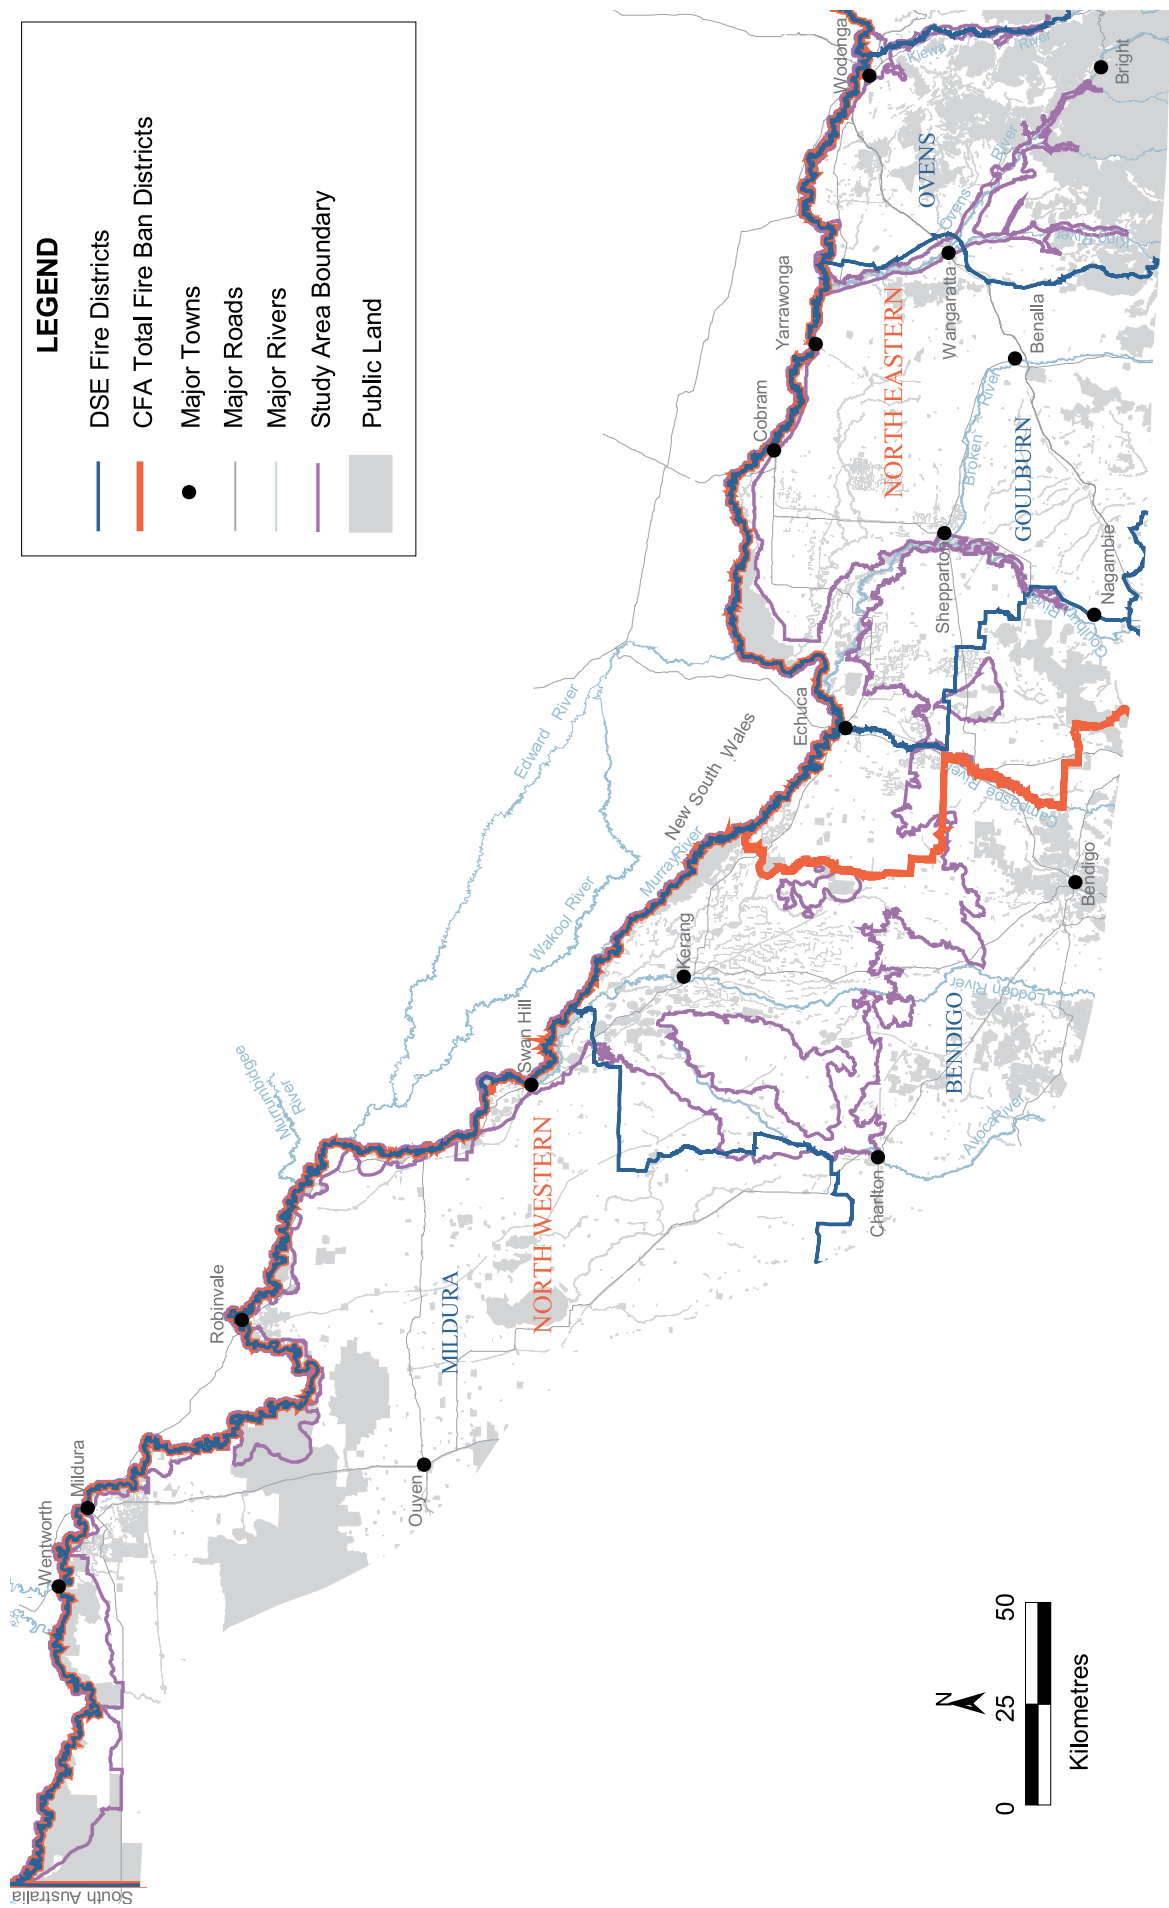 LEGEND
DSE Fire Districts
CFA Total Fire Ban Districts
Major Towns
Major Roads
Major Rivers
Study Area Boundary
Public Land
South Australia
Wentworth
Mildura
Robinvale
Murrumbidgee
River
Ouyen
MILDURA
NORTH WESTERN
Swan Hill
Wakool River
Edward River
Murray River
New South Wales
Kerang
Charlton
Avoca River
BENDIGO
Loddon River
Bendigo
Campaspe River
Echuca
Shepparton
Goulburn
River
Nagambie
GOULBURN
Broken River
Cobram
Yarrawonga
NORTH EASTERN
Benalla
Wangaratta
Ovens River
King River
OVENS
Wodonga
Kiewa River
Bright
N
0 25 50
Kilometres